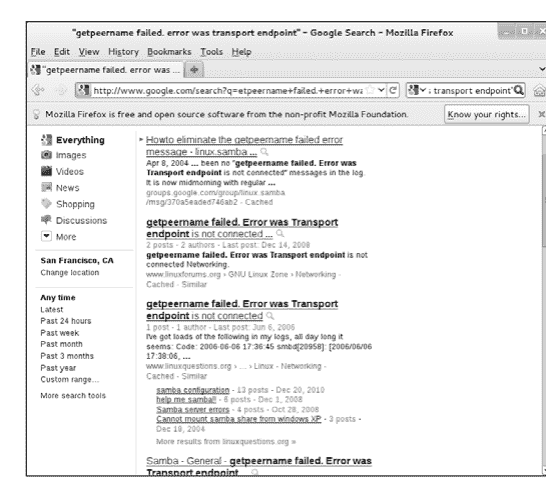 "getpeername failed. error was transport endpoint" - Google Search - Mozilla Firefox
File Edit View History Bookmarks Tools Help
"getpeername failed. error was ...
http://www.google.com/search?q=etpeername+failed.+error+wa
: transport endpoint"
Mozilla Firefox is free and open source software from the non-profit Mozilla Foundation. Know your rights...
Everything
Images
Videos
News
Shopping
Discussions
More
San Francisco, CA
Change location
Any time
Latest
Past 24 hours
Past week
Past month
Past 3 months
Past year
Custom range...
More search tools
Howto eliminate the getpeername failed error
message - linux.samba ...
Apr 8, 2004 ... been no "getpeername failed. Error was
Transport endpoint is not connected" messages in the log.
It is now midmorning with regular ...
groups.google.com/group/linux.samba
/msg/370a5eaded746ab2 - Cached
getpeername failed. Error was Transport
endpoint is not connected ...
2 posts - 2 authors - Last post: Dec 14, 2008
getpeername failed. Error was Transport endpoint is not
connected Networking.
www.linuxforums.org › GNU Linux Zone › Networking -
Cached - Similar
getpeername failed. Error was Transport
endpoint is not connected
1 post - 1 author - Last post: Jun 6, 2006
I've got loads of the following in my logs, all day long it
seems: Code: 2006-06-06 17:36:45 smbd[20958]: [2006/06/06
17:38:06, ...
www.linuxquestions.org › ... › Linux - Networking -
Cached - Similar
samba configuration - 13 posts - Dec 20, 2010
help me samba!! - 6 posts - Dec 1, 2008
Samba server errors - 4 posts - Oct 28, 2008
Cannot mount samba share from windows XP - 3 posts -
Dec 18, 2004
More results from linuxquestions.org »
Samba - General - getpeername failed. Error was
Transport endpoint ...